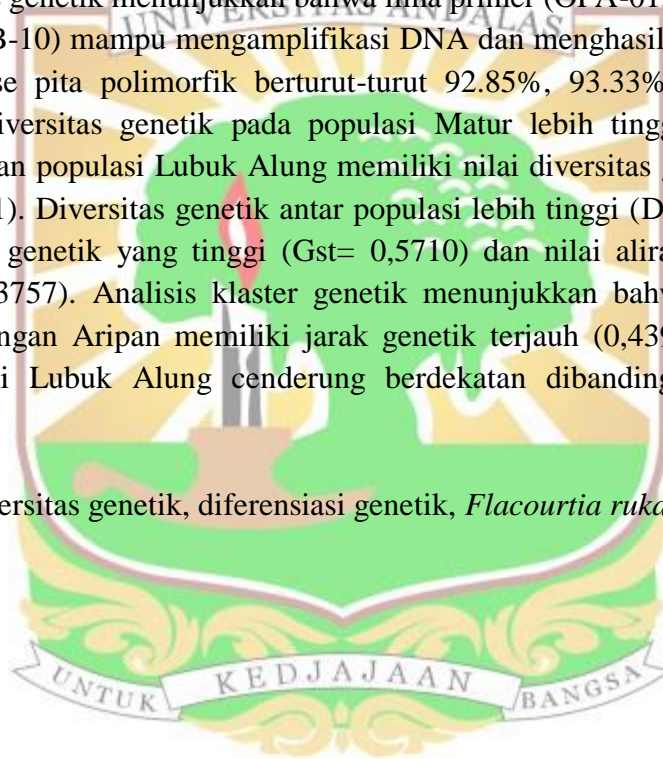 genetik menunjukkan bahwa lima primer (OPA-01
UNIVERSITAS ANDALAS
B-10) mampu mengamplifikasi DNA dan menghasil
se pita polimorfik berturut-turut 92.85%, 93.33%
iversitas genetik pada populasi Matur lebih tingg
an populasi Lubuk Alung memiliki nilai diversitas
1). Diversitas genetik antar populasi lebih tinggi (D
genetik yang tinggi (Gst= 0,5710) dan nilai alira
3757). Analisis klaster genetik menunjukkan bahw
ngan Aripan memiliki jarak genetik terjauh (0,439
i Lubuk Alung cenderung berdekatan dibanding
versitas genetik, diferensiasi genetik, Flacourtia ruka
UNTUK KEDJAJAAN BANGSA